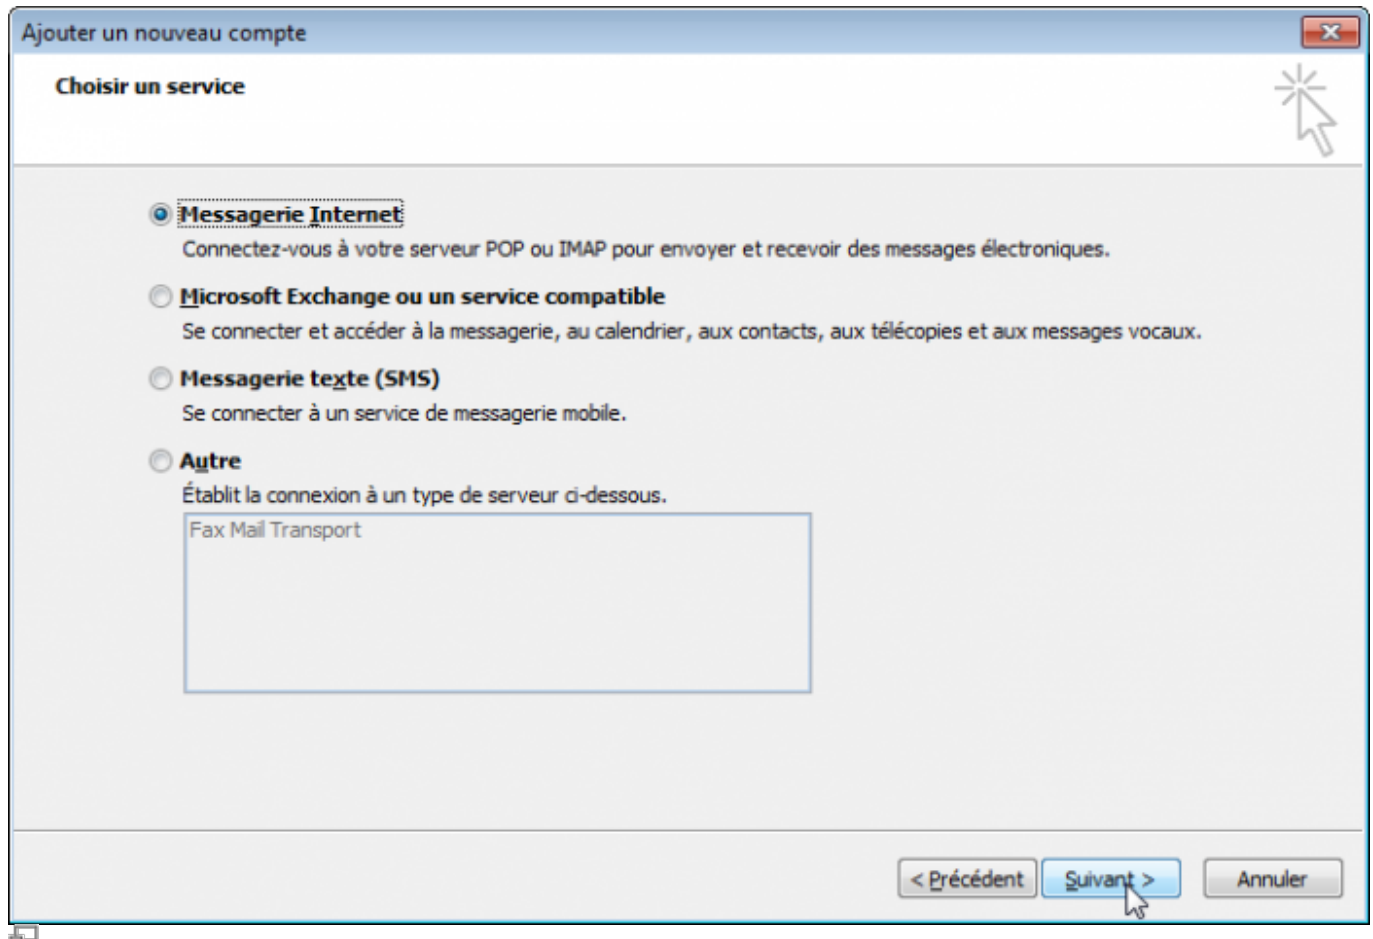 Ajouter un nouveau compte
Choisir un service
Messagerie Internet
Connectez-vous à votre serveur POP ou IMAP pour envoyer et recevoir des messages électroniques.
Microsoft Exchange ou un service compatible
Se connecter et accéder à la messagerie, au calendrier, aux contacts, aux télécopies et aux messages vocaux.
Messagerie texte (SMS)
Se connecter à un service de messagerie mobile.
Autre
Établit la connexion à un type de serveur ci-dessous.
Fax Mail Transport
< Précédent
Suivant >
Annuler